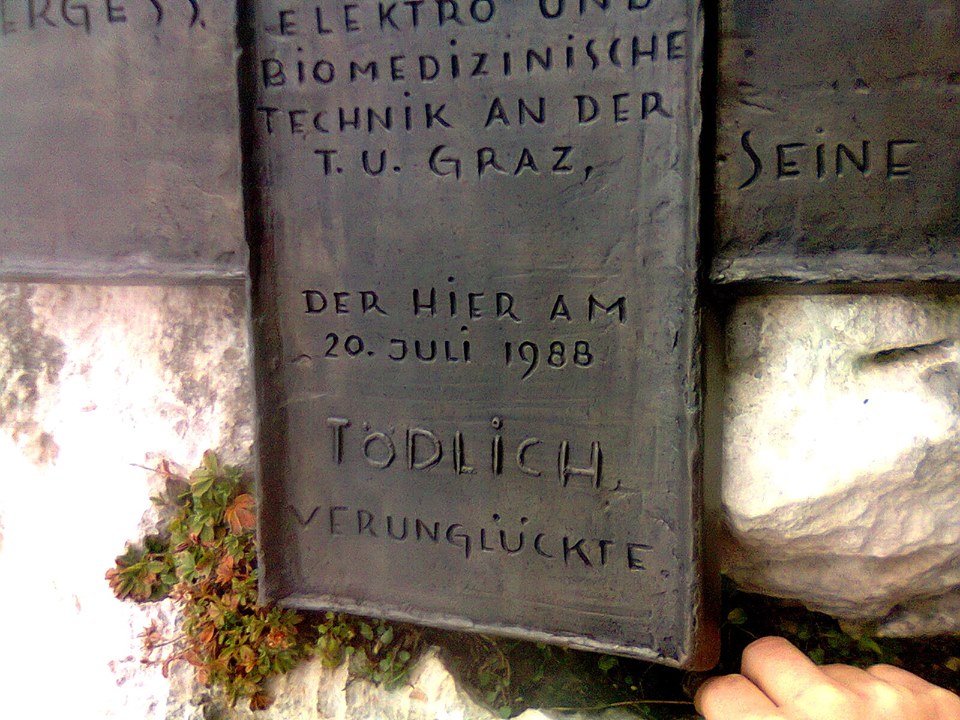 ELEKTRO UND
BIOMEDIZINISCHE
TECHNIK AN DER
T. U. GRAZ,
DER HIER AM
20. JULI 1988
TÖDLICH
VERUNGLÜCKTE
SEINE